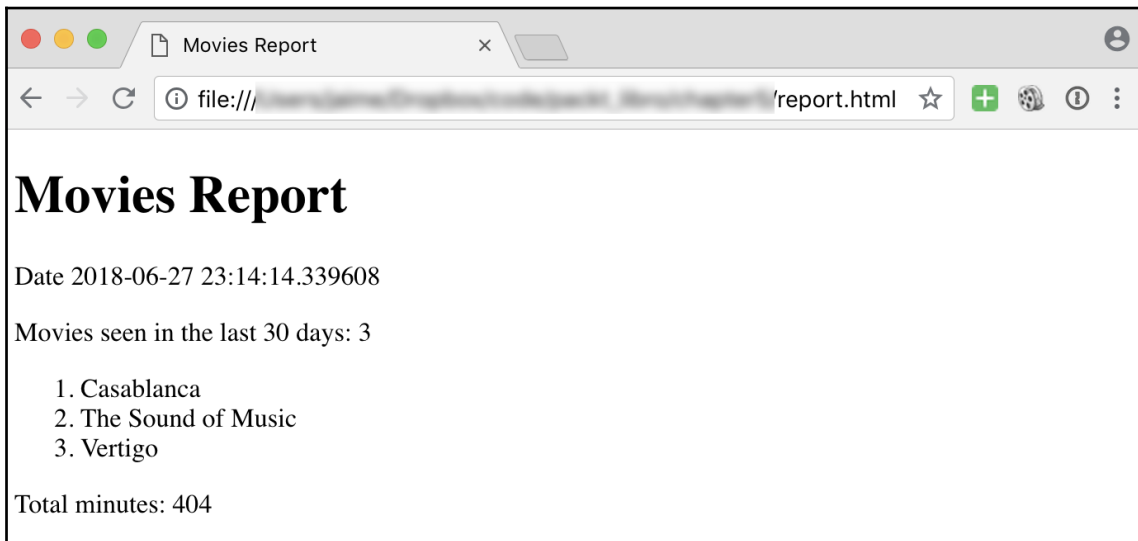 Movies Report
file:/// /report.html
Movies Report
Date 2018-06-27 23:14:14.339608
Movies seen in the last 30 days: 3
1. Casablanca
2. The Sound of Music
3. Vertigo
Total minutes: 404